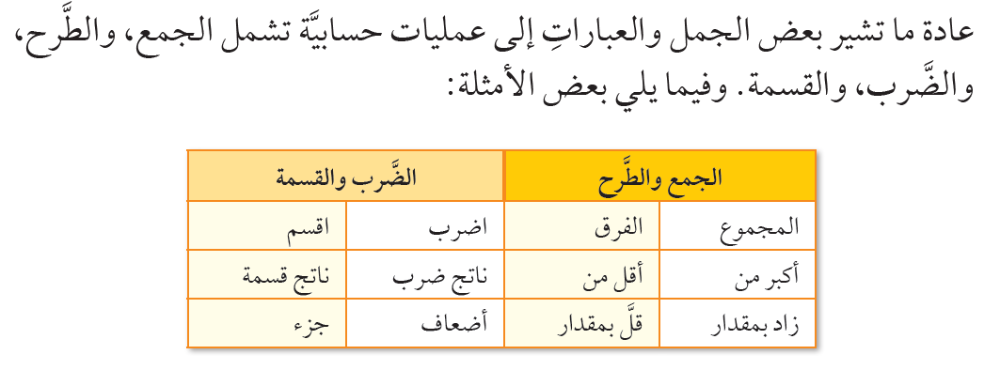 عادة ما تشير بعض الجمل والعباراتِ إلى عمليات حسابيَّة تشمل الجمع، والطَّرح،
والضَّرب، والقسمة. وفيما يلي بعض الأمثلة:
الجمع والطَّرح الضَّرب والقسمة
المجموع الفرق اضرب اقسم
أكبر من أقل من ناتج ضرب ناتج قسمة
زاد بمقدار قلَّ بمقدار أضعاف جزء